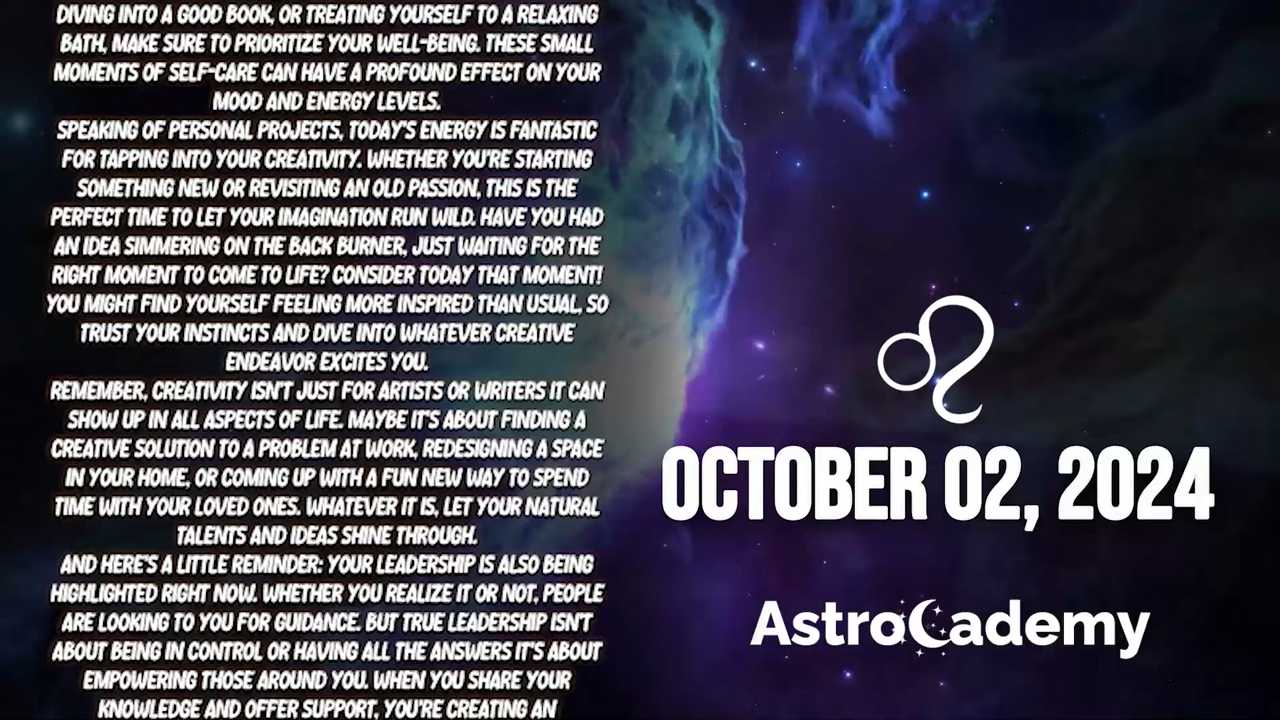 DIVING INTO A GOOD BOOK, OR TREATING YOURSELF TO A RELAXING
BATH, MAKE SURE TO PRIORITIZE YOUR WELL-BEING. THESE SMALL
MOMENTS OF SELF-CARE CAN HAVE A PROFOUND EFFECT ON YOUR
MOOD AND ENERGY LEVELS.
SPEAKING OF PERSONAL PROJECTS, TODAY'S ENERGY IS FANTASTIC
FOR TAPPING INTO YOUR CREATIVITY. WHETHER YOU'RE STARTING
SOMETHING NEW OR REVISITING AN OLD PASSION, THIS IS THE
PERFECT TIME TO LET YOUR IMAGINATION RUN WILD. HAVE YOU HAD
AN IDEA SIMMERING ON THE BACK BURNER, JUST WAITING FOR THE
RIGHT MOMENT TO COME TO LIFE? CONSIDER TODAY THAT MOMENT!
YOU MIGHT FIND YOURSELF FEELING MORE INSPIRED THAN USUAL, SO
TRUST YOUR INSTINCTS AND DIVE INTO WHATEVER CREATIVE
ENDEAVOR EXCITES YOU.
REMEMBER, CREATIVITY ISN'T JUST FOR ARTISTS OR WRITERS IT CAN
SHOW UP IN ALL ASPECTS OF LIFE. MAYBE IT'S ABOUT FINDING A
CREATIVE SOLUTION TO A PROBLEM AT WORK, REDESIGNING A SPACE
IN YOUR HOME, OR COMING UP WITH A FUN NEW WAY TO SPEND
TIME WITH YOUR LOVED ONES. WHATEVER IT IS, LET YOUR NATURAL
TALENTS AND IDEAS SHINE THROUGH.
AND HERE'S A LITTLE REMINDER: YOUR LEADERSHIP IS ALSO BEING
HIGHLIGHTED RIGHT NOW. WHETHER YOU REALIZE IT OR NOT, PEOPLE
ARE LOOKING TO YOU FOR GUIDANCE. BUT TRUE LEADERSHIP ISN'T
ABOUT BEING IN CONTROL OR HAVING ALL THE ANSWERS IT'S ABOUT
EMPOWERING THOSE AROUND YOU. WHEN YOU SHARE YOUR
KNOWLEDGE AND OFFER SUPPORT, YOU'RE CREATING AN
♌
OCTOBER 02, 2024
AstroCademy